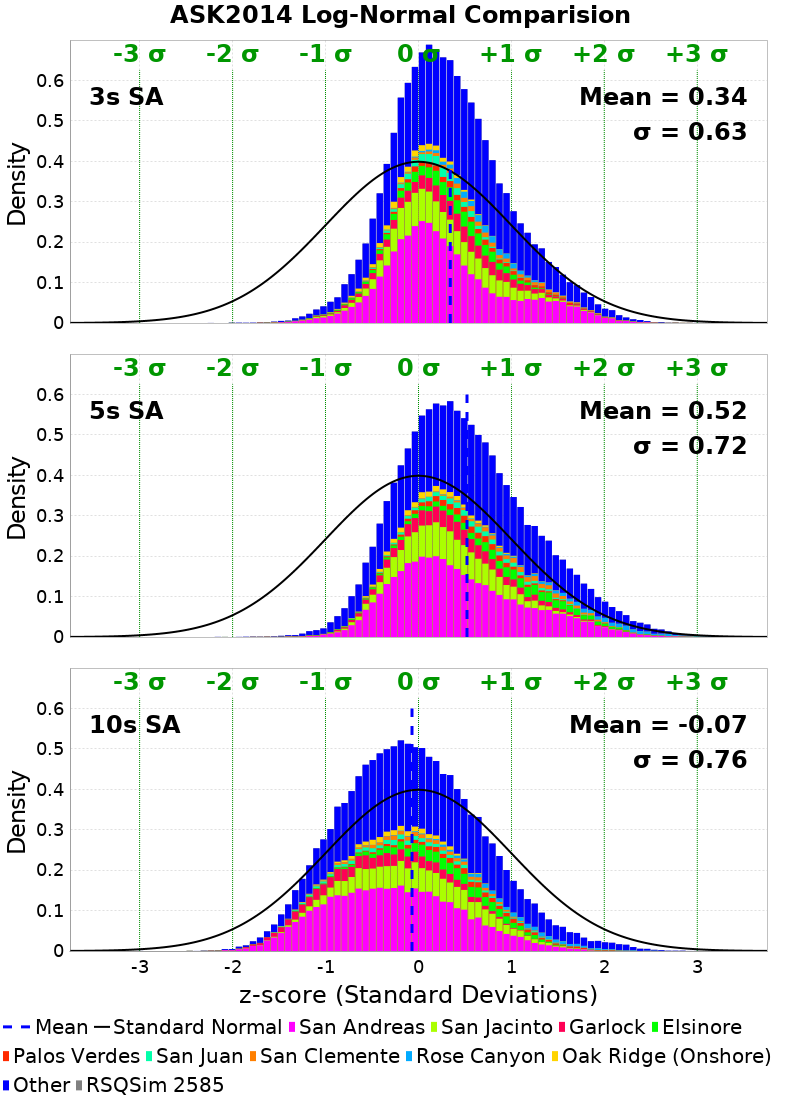 ASK2014 Log-Normal Comparision
-3 σ -2 σ -1 σ 0 σ +1 σ +2 σ +3 σ
3s SA
Mean = 0.34
σ = 0.63
Density
0.6
0.5
0.4
0.3
0.2
0.1
0
-3 σ -2 σ -1 σ 0 σ +1 σ +2 σ +3 σ
5s SA
Mean = 0.52
σ = 0.72
Density
0.6
0.5
0.4
0.3
0.2
0.1
0
-3 σ -2 σ -1 σ 0 σ +1 σ +2 σ +3 σ
10s SA
Mean = -0.07
σ = 0.76
Density
0.6
0.5
0.4
0.3
0.2
0.1
0
-3 -2 -1 0 1 2 3
z-score (Standard Deviations)
Mean Standard Normal San Andreas San Jacinto Garlock Elsinore
Palos Verdes San Juan San Clemente Rose Canyon Oak Ridge (Onshore)
Other RSQSim 2585